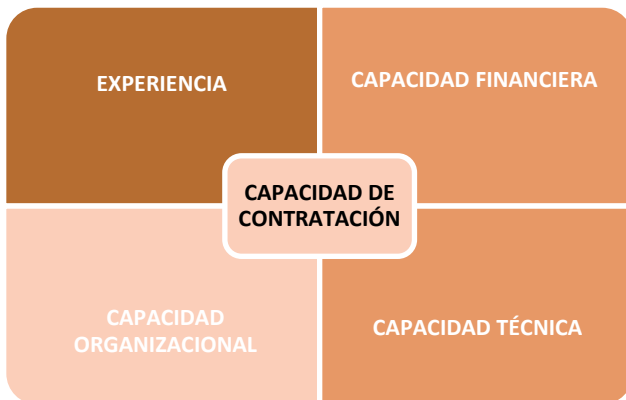 EXPERIENCIA
CAPACIDAD FINANCIERA
CAPACIDAD DE
CONTRATACIÓN
CAPACIDAD
ORGANIZACIONAL
CAPACIDAD TÉCNICA